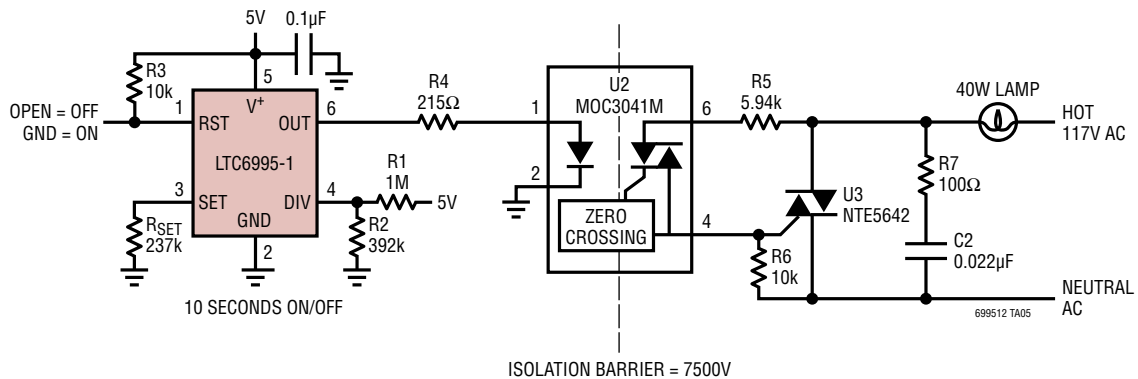 5V
0.1µF
R3
10k
OPEN = OFF
GND = ON
1
5
V+
RST
OUT
6
LTC6995-1
3
SET
DIV
4
GND
2
RSET
237k
R1
1M
5V
R2
392k
10 SECONDS ON/OFF
R4
215Ω
1
2
U2
MOC3041M
6
ZERO
CROSSING
4
R5
5.94k
R6
10k
U3
NTE5642
40W LAMP
HOT
117V AC
R7
100Ω
C2
0.022µF
NEUTRAL
AC
699512 TA05
ISOLATION BARRIER = 7500V